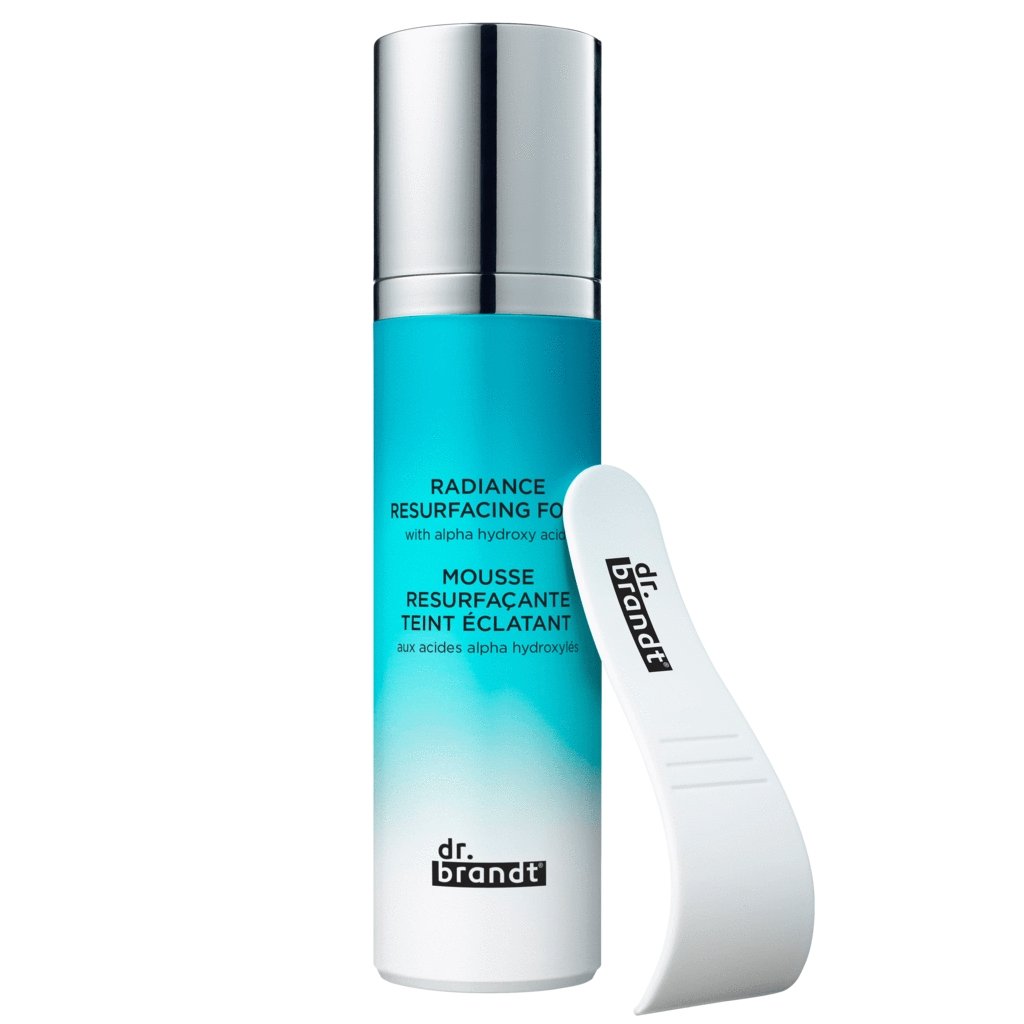 RADIANCE
RESURFACING FO
with alpha hydroxy acid
MOUSSE
RESURFAÇANTE
TEINT ÉCLATANT
aux acides alpha hydroxylés
dr.
brandt®
dr.
brandt®